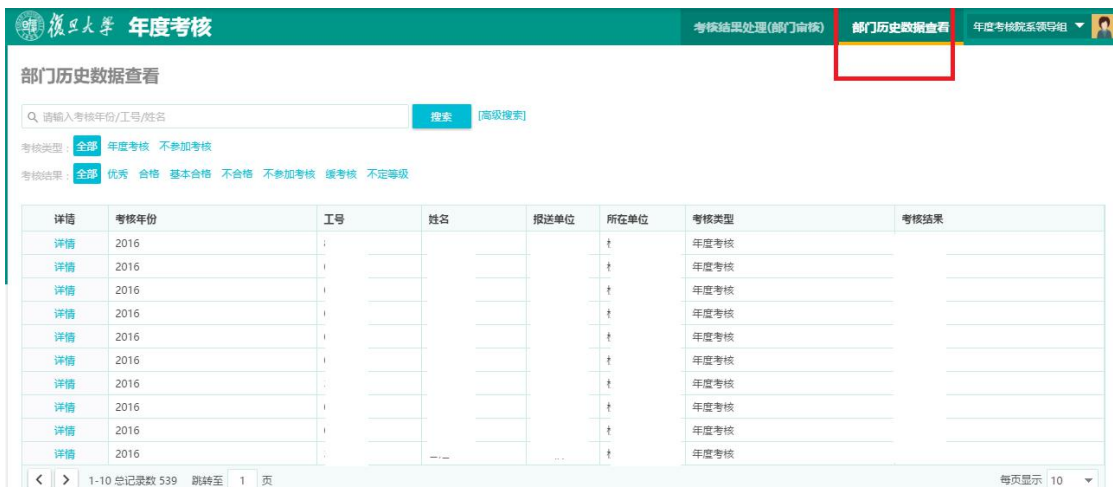 復旦大學 年度考核 考核结果处理(部门审核) 部门历史数据查看 年度考核院系领导组
部门历史数据查看
请输入考核年份/工号/姓名 搜索 [高级搜索]
考核类型: 全部 年度考核 不参加考核
考核结果: 全部 优秀 合格 基本合格 不合格 不参加考核 缓考核 不定等级
详情 考核年份 工号 姓名 报送单位 所在单位 考核类型 考核结果
详情 2016 年度考核
详情 2016 年度考核
详情 2016 年度考核
详情 2016 年度考核
详情 2016 年度考核
详情 2016 年度考核
详情 2016 年度考核
详情 2016 年度考核
详情 2016 年度考核
详情 2016 年度考核
1-10 总记录数 539 跳转至 1 页 每页显示 10